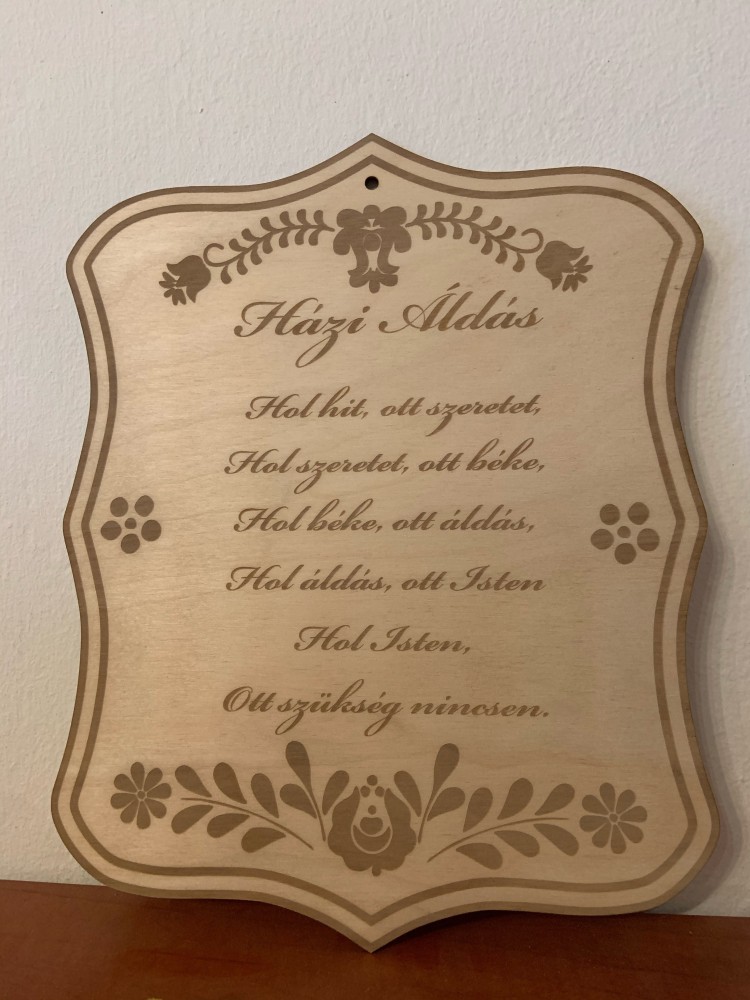 Házi Áldás
Hol hit, ott szeretet,
Hol szeretet, ott béke,
Hol béke, ott áldás,
Hol áldás, ott Isten
Hol Isten,
Ott szükség nincsen.